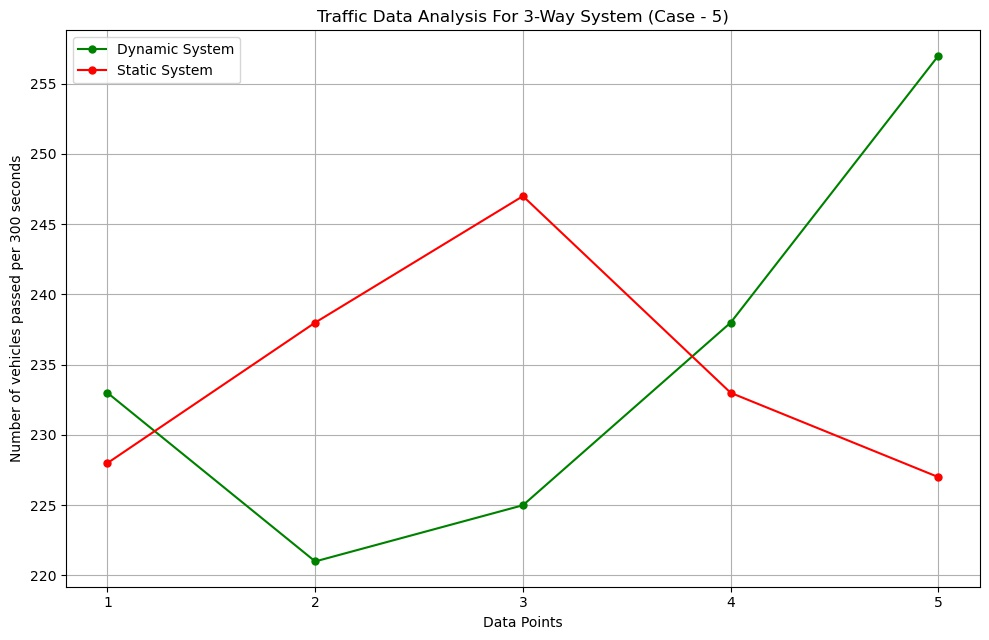 Traffic Data Analysis For 3-Way System (Case - 5)
Dynamic System
Static System
Number of vehicles passed per 300 seconds
255
250
245
240
235
230
225
220
1 2 3 4 5
Data Points